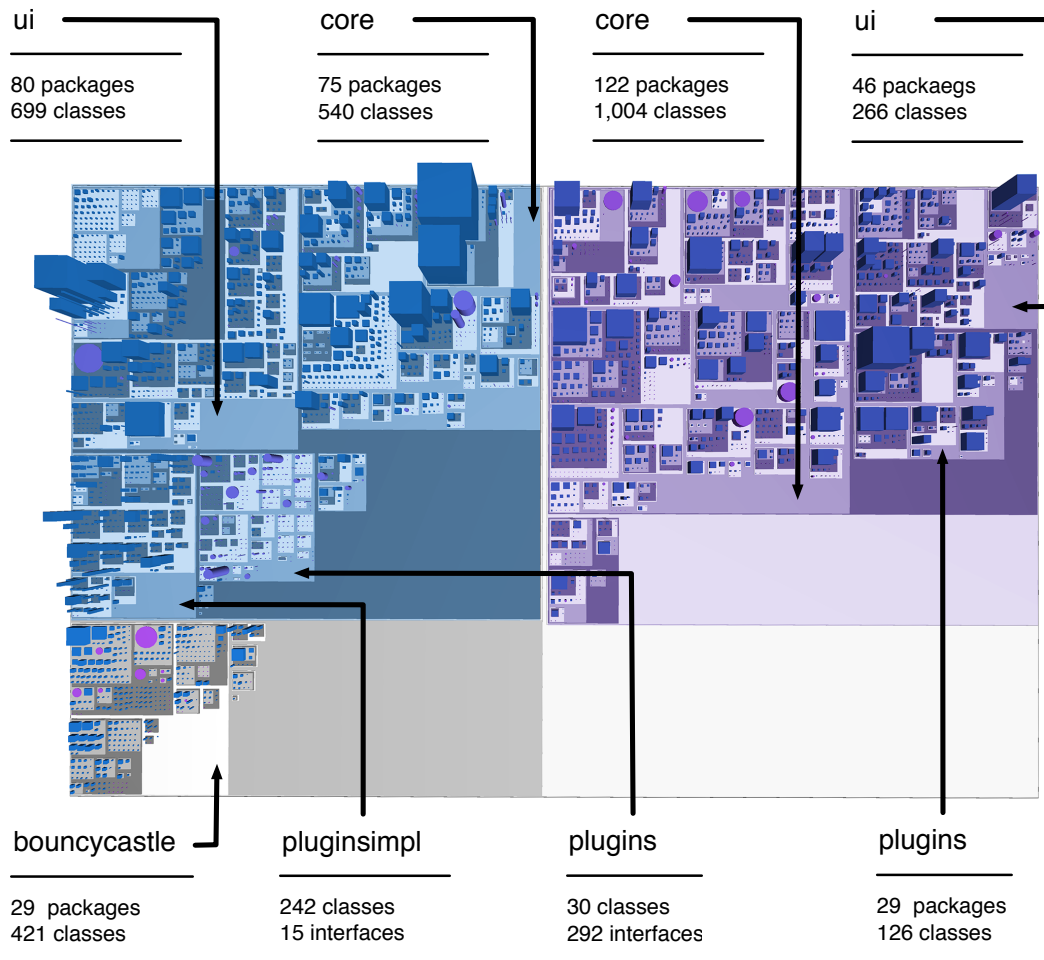 ui
80 packages
699 classes
core
75 packages
540 classes
core
122 packages
1,004 classes
ui
46 packaegs
266 classes
bouncycastle
29 packages
421 classes
pluginsimpl
242 classes
15 interfaces
plugins
30 classes
292 interfaces
plugins
29 packages
126 classes